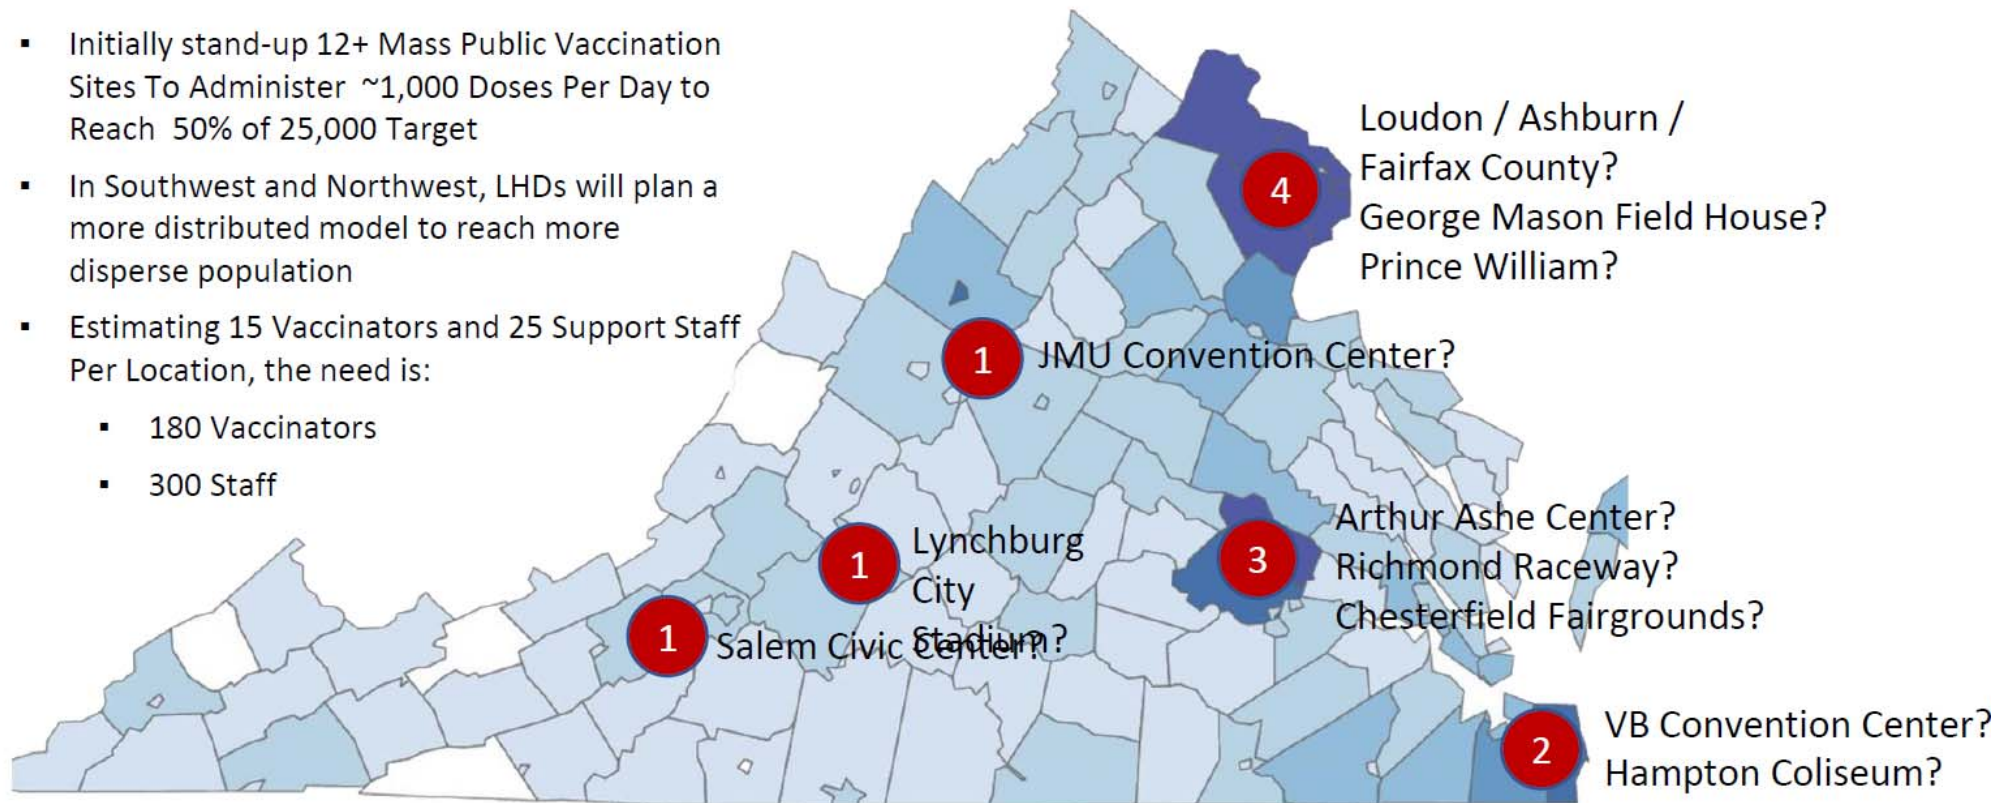 ▪ Initially stand-up 12+ Mass Public Vaccination
Sites To Administer ~1,000 Doses Per Day to
Reach 50% of 25,000 Target
▪ In Southwest and Northwest, LHDs will plan a
more distributed model to reach more
disperse population
▪ Estimating 15 Vaccinators and 25 Support Staff
Per Location, the need is:
▪ 180 Vaccinators
▪ 300 Staff
4
Loudon / Ashburn /
Fairfax County?
George Mason Field House?
Prince William?
1
JMU Convention Center?
1
Lynchburg
City
Stadium?
1
Salem Civic Center?
3
Arthur Ashe Center?
Richmond Raceway?
Chesterfield Fairgrounds?
2
VB Convention Center?
Hampton Coliseum?